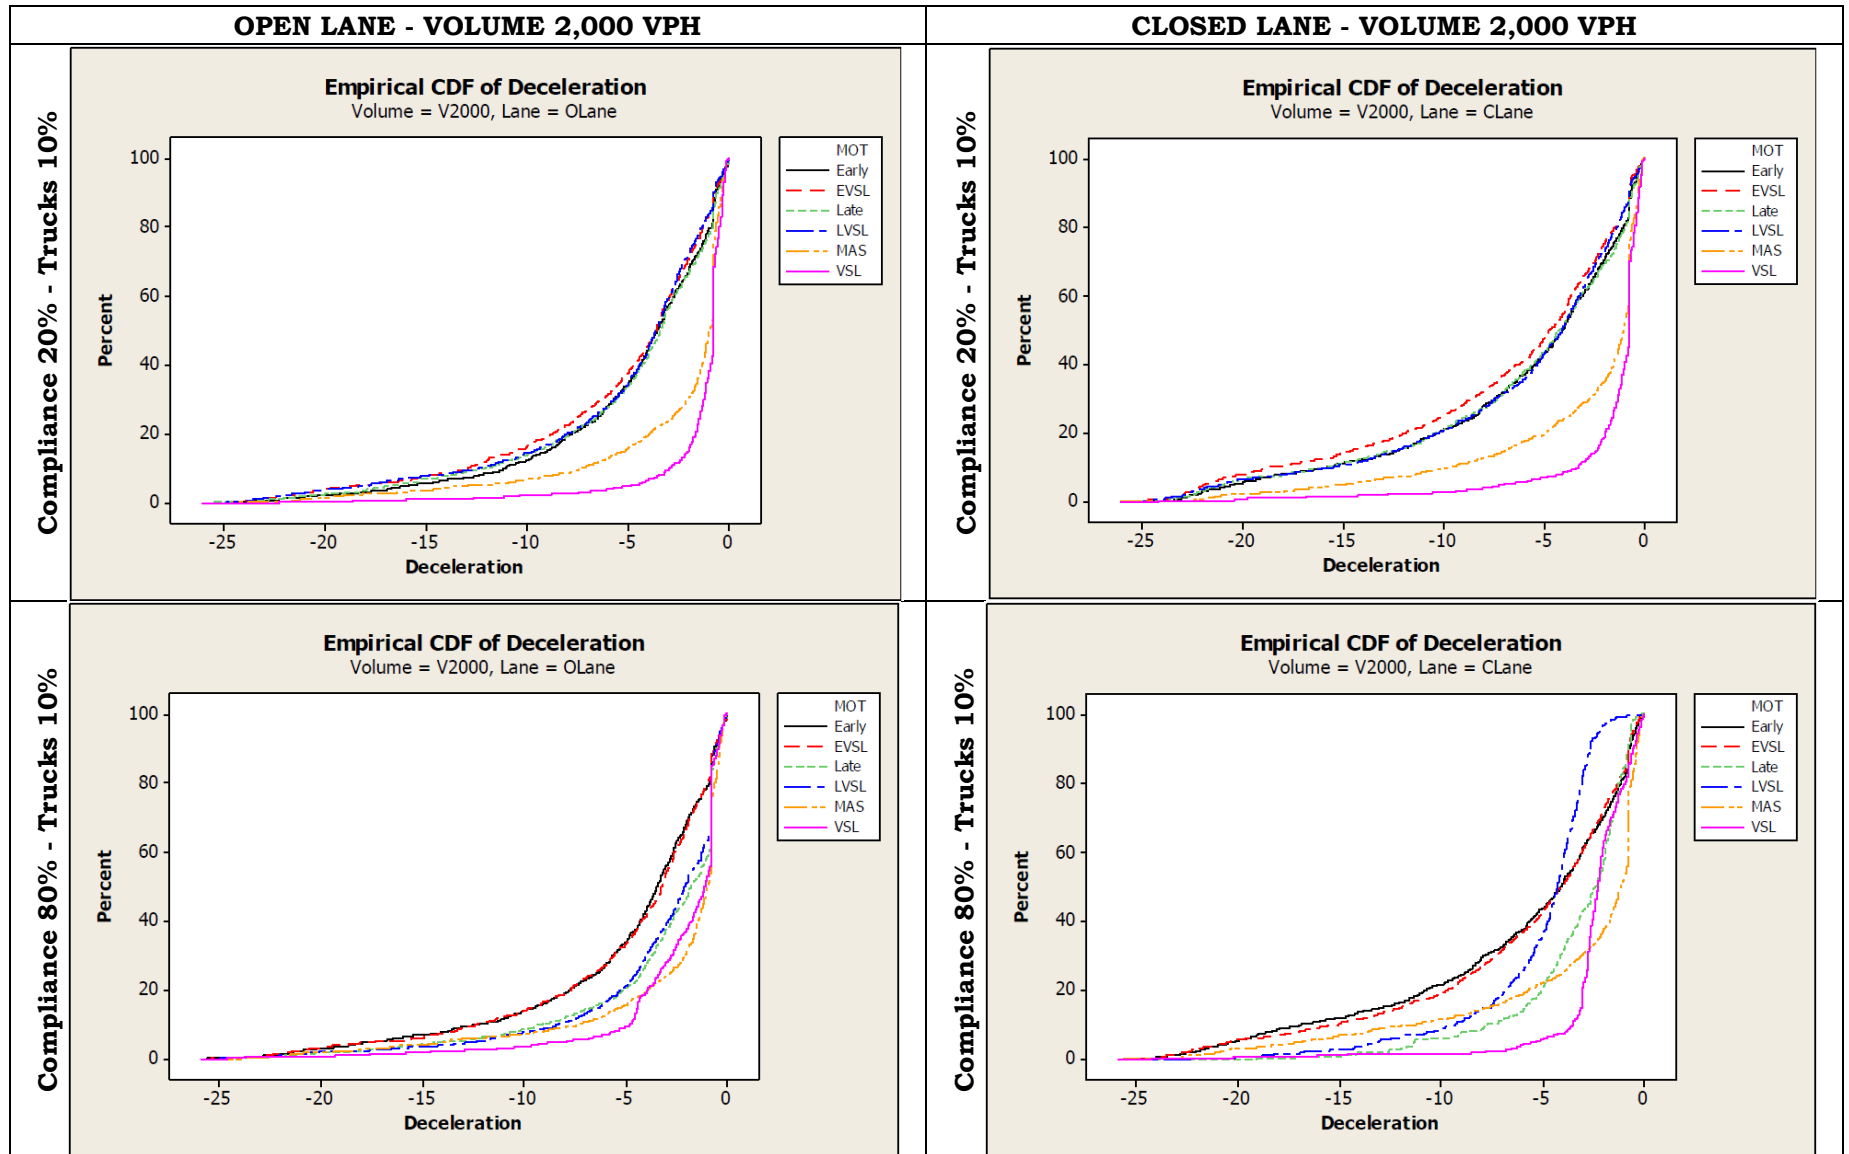 OPEN LANE - VOLUME 2,000 VPH
CLOSED LANE - VOLUME 2,000 VPH
Compliance 20% - Trucks 10%
Empirical CDF of Deceleration
Volume = V2000, Lane = OLane
100
80
60
40
20
0
Percent
-25 -20 -15 -10 -5 0
Deceleration
MOT
Early
EVSL
Late
LVSL
MAS
VSL
Compliance 20% - Trucks 10%
Empirical CDF of Deceleration
Volume = V2000, Lane = CLane
100
80
60
40
20
0
Percent
-25 -20 -15 -10 -5 0
Deceleration
MOT
Early
EVSL
Late
LVSL
MAS
VSL
Compliance 80% - Trucks 10%
Empirical CDF of Deceleration
Volume = V2000, Lane = OLane
100
80
60
40
20
0
Percent
-25 -20 -15 -10 -5 0
Deceleration
MOT
Early
EVSL
Late
LVSL
MAS
VSL
Compliance 80% - Trucks 10%
Empirical CDF of Deceleration
Volume = V2000, Lane = CLane
100
80
60
40
20
0
Percent
-25 -20 -15 -10 -5 0
Deceleration
MOT
Early
EVSL
Late
LVSL
MAS
VSL